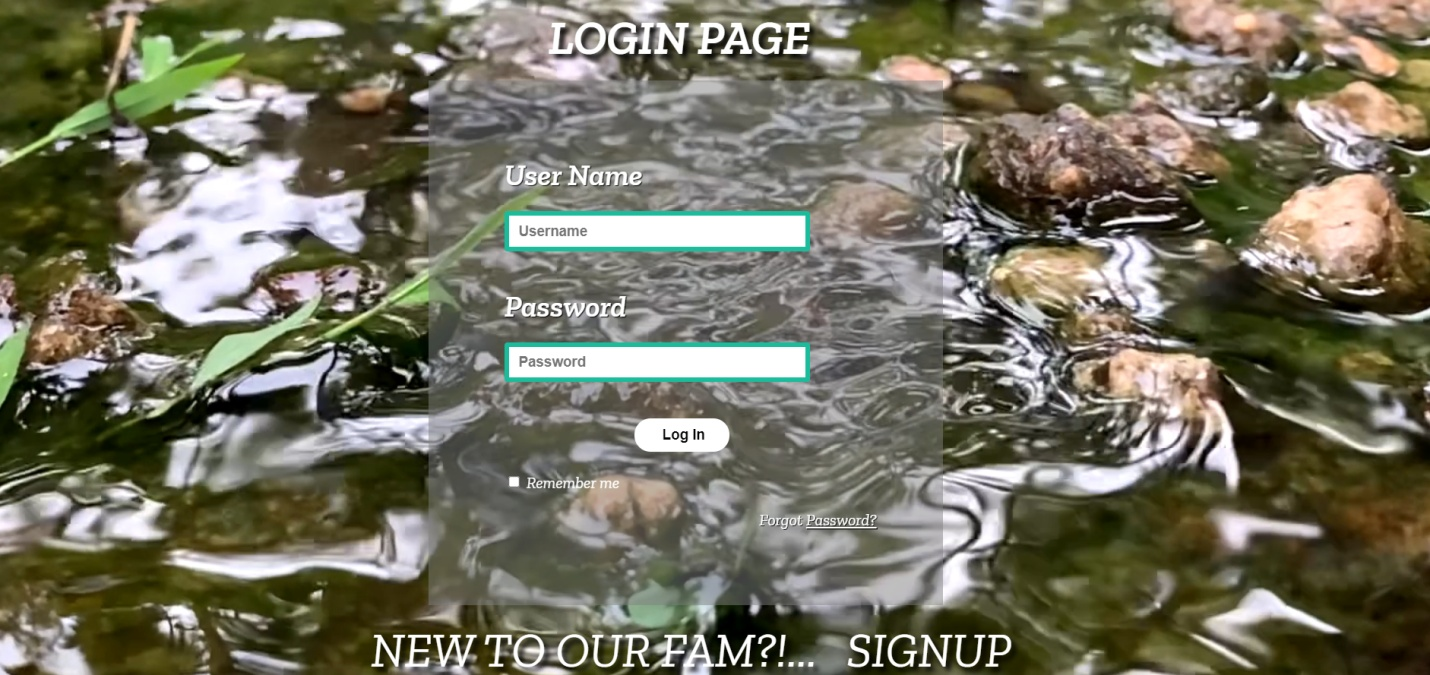 LOGIN PAGE
User Name
Username
Password
Password
Log In
Remember me
Forgot Password?
NEW TO OUR FAM?!... SIGNUP